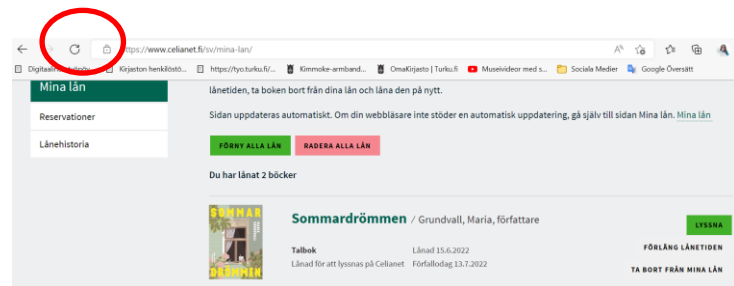 https://www.celianet.fi/sv/mina-lan/
Kirjaston henkilöstö...
https://tyo.turku.fi/...
Kimmoke-armband...
OmaKirjasto | Turku.fi
Museivideor med s...
Sociala Medier
Google Översätt
Mina lån
lånetiden, ta boken bort från dina lån och låna den på nytt.
Reservationer
Sidan uppdateras automatiskt. Om din webbläsare inte stöder en automatisk uppdatering, gå själv till sidan Mina lån. Mina lån
Lånehistoria
FÖRNY ALLA LÅN
RADERA ALLA LÅN
Du har lånat 2 böcker
SOMMAR
DRÖMMEN
Sommardrömmen / Grundvall, Maria, författare
LYSSNA
Talbok
Lånad 15.6.2022
FÖRLÄNG LÅNETIDEN
Lånad för att lyssnas på Celianet
Förfallodag 13.7.2022
TA BORT FRÅN MINA LÅN